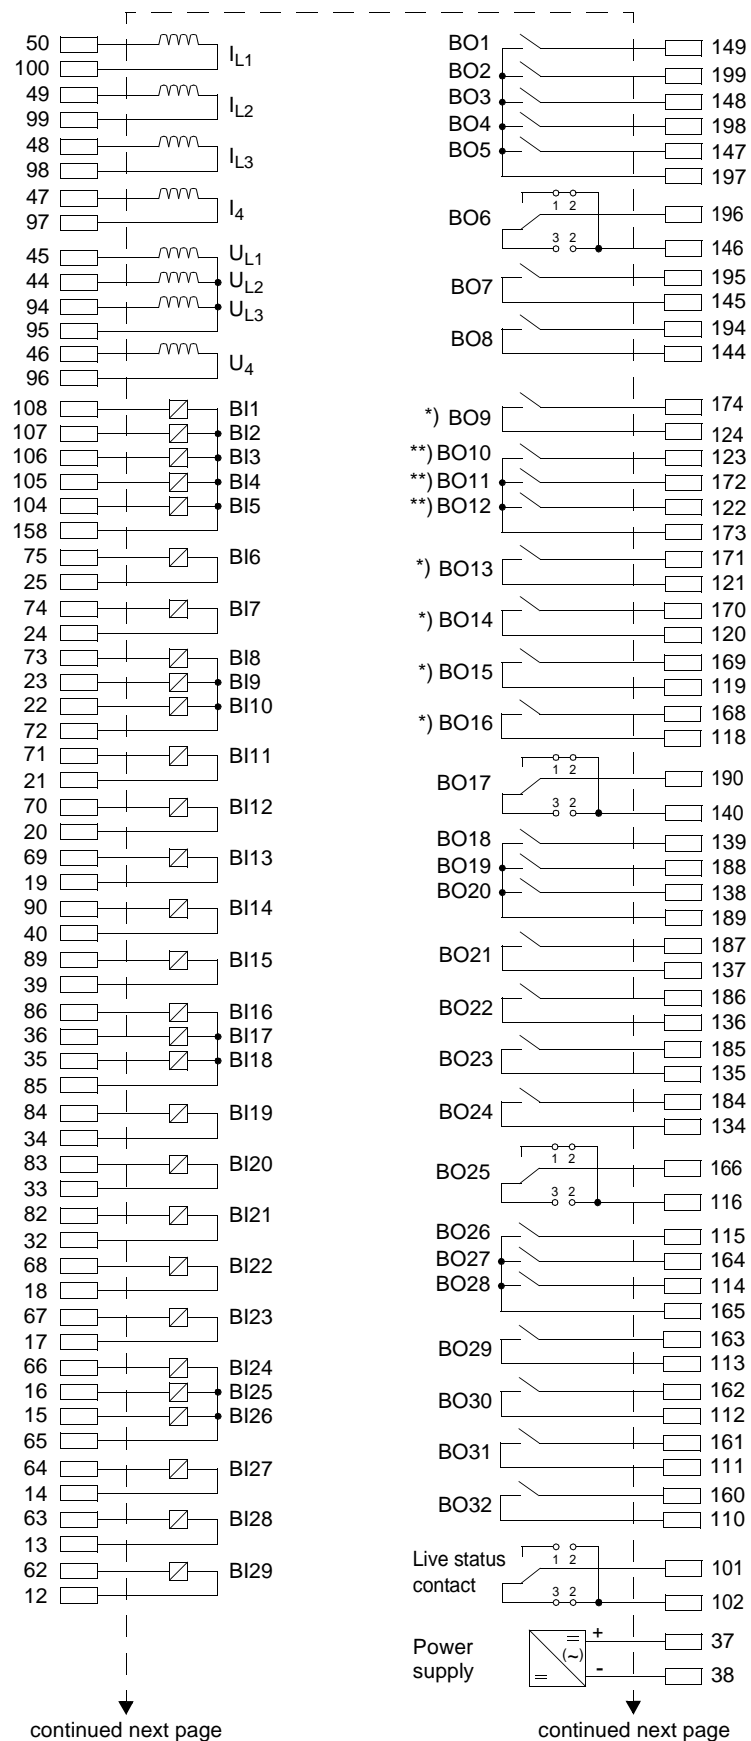 50
100
I_L1
49
99
I_L2
48
98
I_L3
47
97
I_4
45
U_L1
44
U_L2
94
U_L3
95
46
96
U_4
108 BI1
107 BI2
106 BI3
105 BI4
104 BI5
158
75 BI6
25
74 BI7
24
73 BI8
23 BI9
22 BI10
72
71 BI11
21
70 BI12
20
69 BI13
19
90 BI14
40
89 BI15
39
86 BI16
36 BI17
35 BI18
85
84 BI19
34
83 BI20
33
82 BI21
32
68 BI22
18
67 BI23
17
66 BI24
16 BI25
15 BI26
65
64 BI27
14
63 BI28
13
62 BI29
12
continued next page
BO1 149
BO2 199
BO3 148
BO4 198
BO5 147
197
BO6 1 2 196
3 2 146
BO7 195
145
BO8 194
144
*) BO9 174
124
**) BO10 123
**) BO11 172
**) BO12 122
173
*) BO13 171
121
*) BO14 170
120
*) BO15 169
119
*) BO16 168
118
BO17 1 2 190
3 2 140
BO18 139
BO19 188
BO20 138
189
BO21 187
137
BO22 186
136
BO23 185
135
BO24 184
134
BO25 1 2 166
3 2 116
BO26 115
BO27 164
BO28 114
165
BO29 163
113
BO30 162
112
BO31 161
111
BO32 160
110
Live status
contact
1 2 101
3 2 102
Power
supply
= (~) =
+ 37
- 38
continued next page